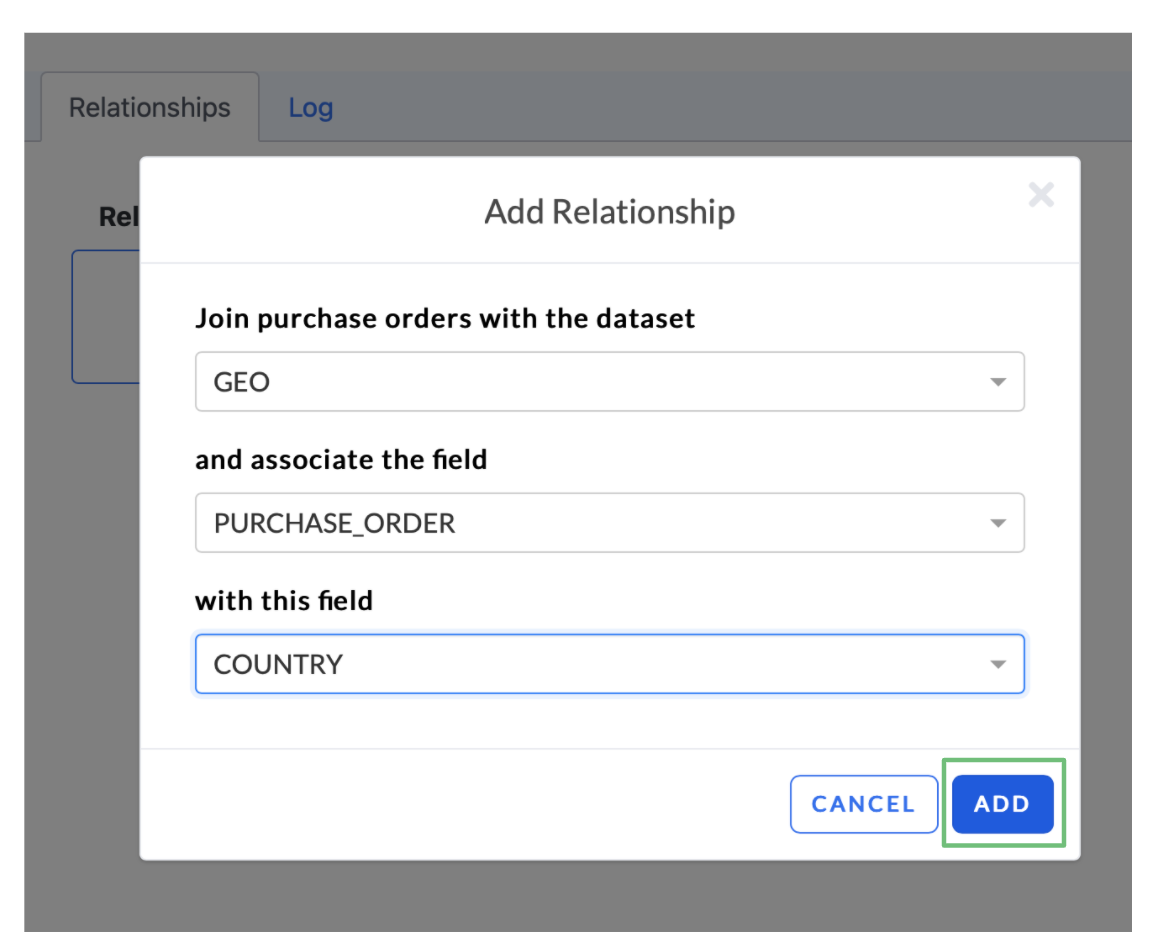 Relationships
Log
Rel
Add Relationship
Join purchase orders with the dataset
GEO
and associate the field
PURCHASE_ORDER
with this field
COUNTRY
CANCEL
ADD